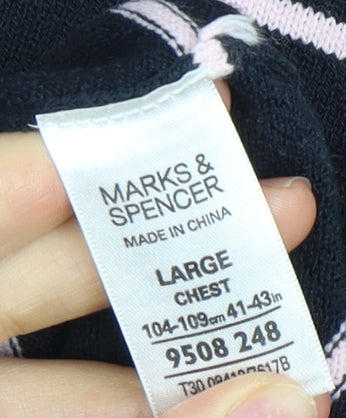 MARKS &
SPENCER
MADE IN CHINA
LARGE
CHEST
104-109cm 41-43in
9508 248